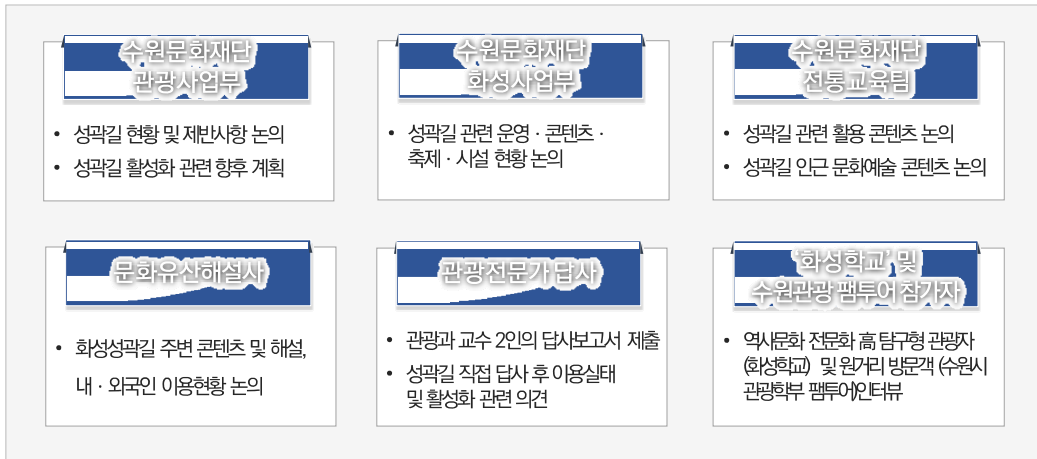 수원문화재단
관광사업부
• 성곽길 현황 및 제반사항 논의
• 성곽길 활성화 관련 향후 계획
수원문화재단
화성사업부
• 성곽길 관련 운영 · 콘텐츠 ·
축제 · 시설 현황 논의
수원문화재단
전통교육팀
• 성곽길 관련 활용 콘텐츠 논의
• 성곽길 인근 문화예술 콘텐츠 논의
문화유산해설사
• 화성성곽길 주변 콘텐츠 및 해설,
내 · 외국인 이용현황 논의
관광전문가 답사
• 관광과 교수 2인의 답사보고서 제출
• 성곽길 직접 답사 후 이용실태
및 활성화 관련 의견
‘화성학교’ 및
수원관광 팸투어 참가자
• 역사문화 전문화 高 탐구형 관광자
(화성학교) 및 원거리 방문객 (수원시
관광학부 팸투어)인터뷰